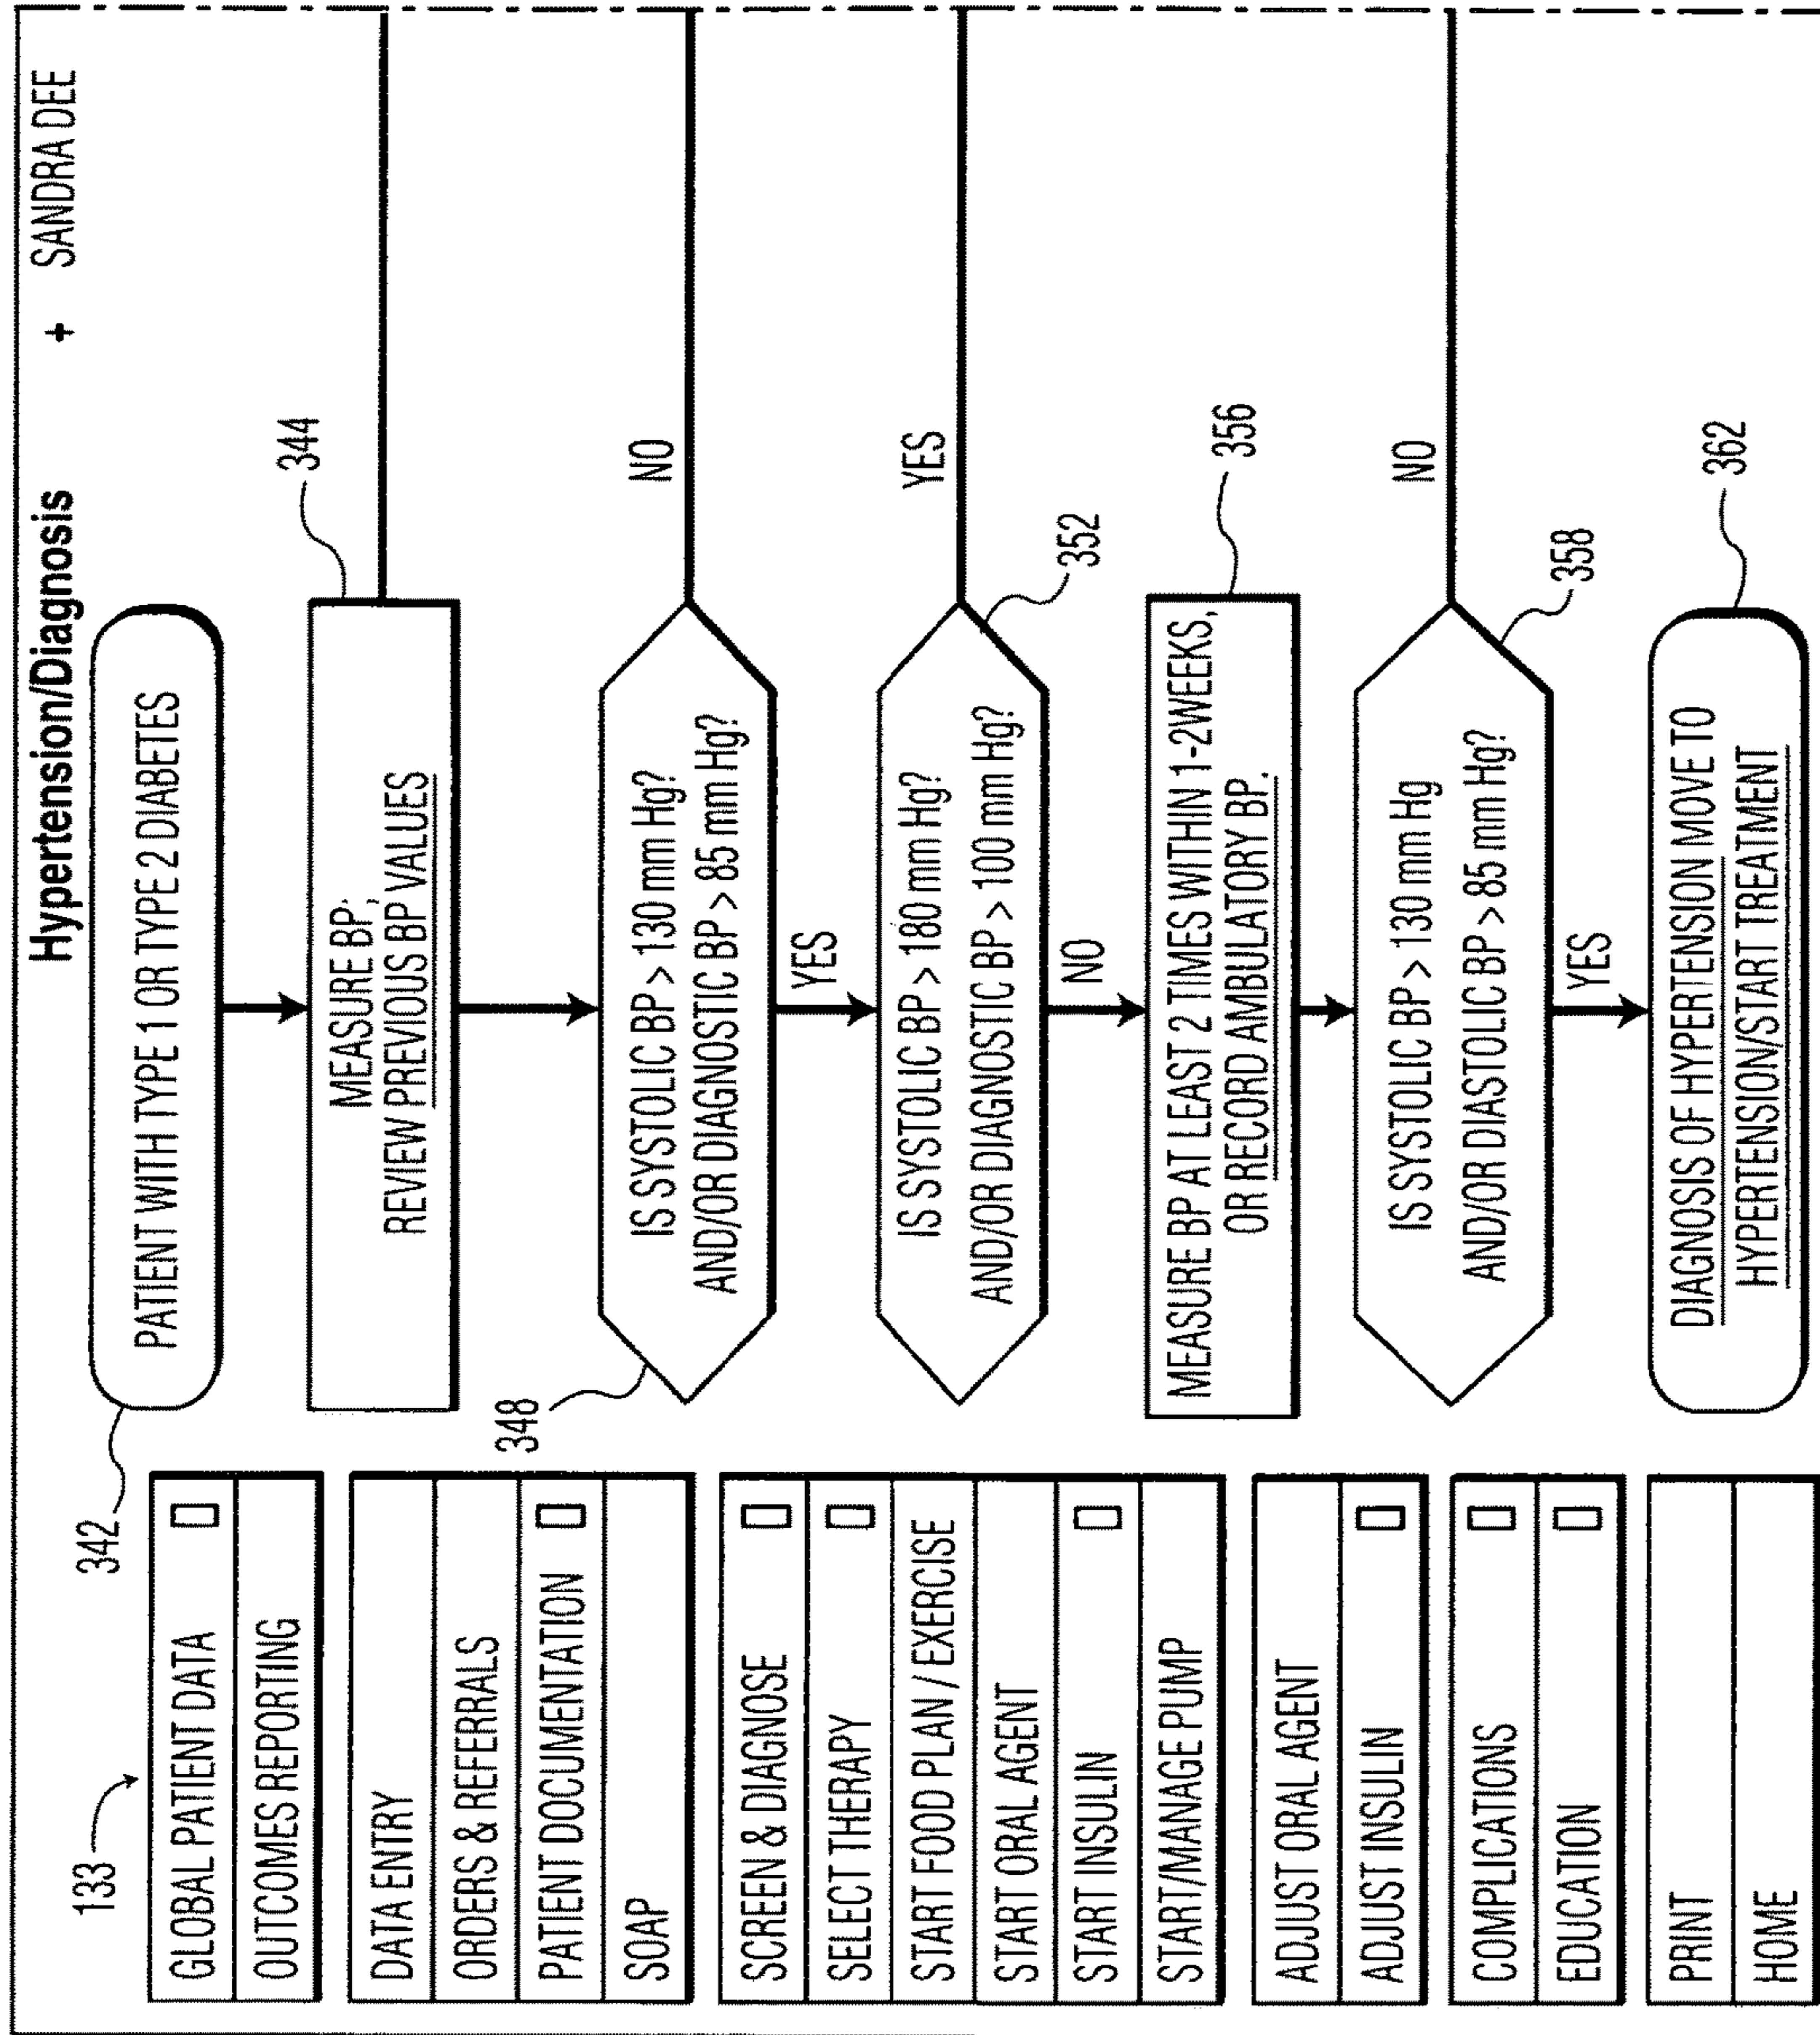 Hypertension/Diagnosis + SANDRA DEE
133
GLOBAL PATIENT DATA
OUTCOMES REPORTING
DATA ENTRY
ORDERS & REFERRALS
PATIENT DOCUMENTATION
SOAP
SCREEN & DIAGNOSE
SELECT THERAPY
START FOOD PLAN / EXERCISE
START ORAL AGENT
START INSULIN
START/MANAGE PUMP
ADJUST ORAL AGENT
ADJUST INSULIN
COMPLICATIONS
EDUCATION
PRINT
HOME
342
PATIENT WITH TYPE 1 OR TYPE 2 DIABETES
344
MEASURE BP,
REVIEW PREVIOUS BP VALUES
348
IS SYSTOLIC BP > 130 mm Hg?
AND/OR DIAGNOSTIC BP > 85 mm Hg?
NO
YES
IS SYSTOLIC BP > 180 mm Hg?
AND/OR DIAGNOSTIC BP > 100 mm Hg?
YES
352
NO
MEASURE BP AT LEAST 2 TIMES WITHIN 1-2WEEKS,
OR RECORD AMBULATORY BP.
356
IS SYSTOLIC BP > 130 mm Hg
AND/OR DIASTOLIC BP > 85 mm Hg?
NO
358
YES
DIAGNOSIS OF HYPERTENSION MOVE TO
HYPERTENSION/START TREATMENT
362